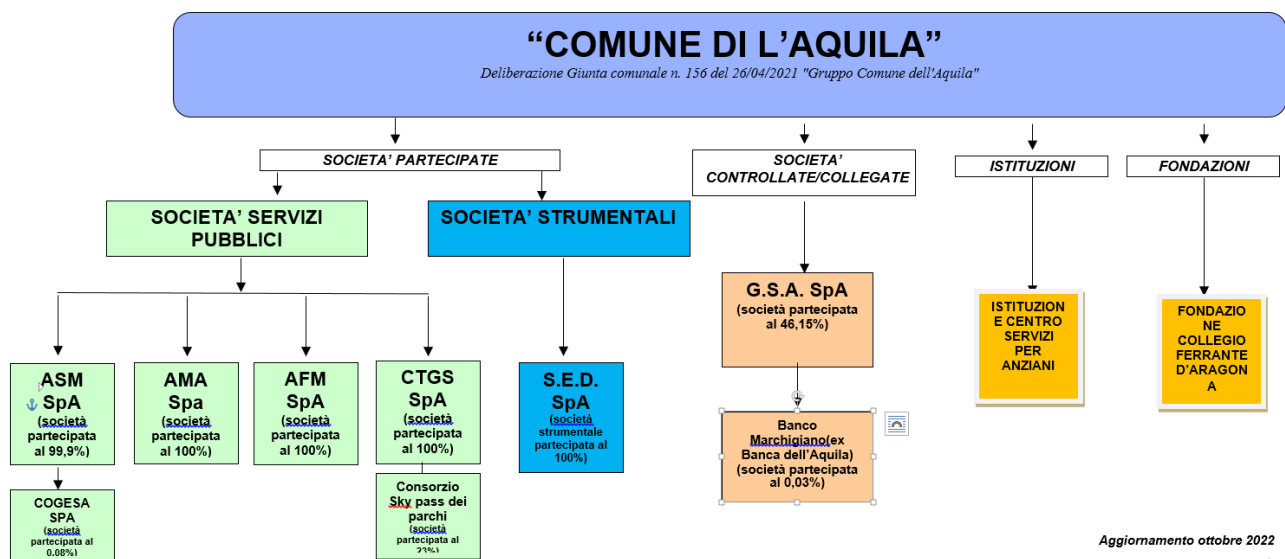 “COMUNE DI L’AQUILA”
Deliberazione Giunta comunale n. 156 del 26/04/2021 "Gruppo Comune dell'Aquila"
SOCIETA’ PARTECIPATE
SOCIETA’
CONTROLLATE/COLLEGATE
ISTITUZIONI
FONDAZIONI
SOCIETA’ SERVIZI
PUBBLICI
SOCIETA’ STRUMENTALI
G.S.A. SpA
(società partecipata
al 46,15%)
ISTITUZION
E CENTRO
SERVIZI
PER
ANZIANI
FONDAZIO
NE
COLLEGIO
FERRANTE
D’ARAGON
A
ASM
SpA
(società
partecipata
al 99,9%)
AMA
Spa
(società
partecipata
al 100%)
AFM
SpA
(società
partecipata
al 100%)
CTGS
SpA
(società
partecipata
al 100%)
S.E.D.
SpA
(società
strumentale
partecipata al
100%)
Banco
Marchigiano(ex
Banca dell’Aquila)
(società partecipata
al 0,03%)
COGESA
SPA
(società
partecipata al
0.08%)
Consorzio
Sky pass dei
parchi
(società
partecipata al
23%)
Aggiornamento ottobre 2022